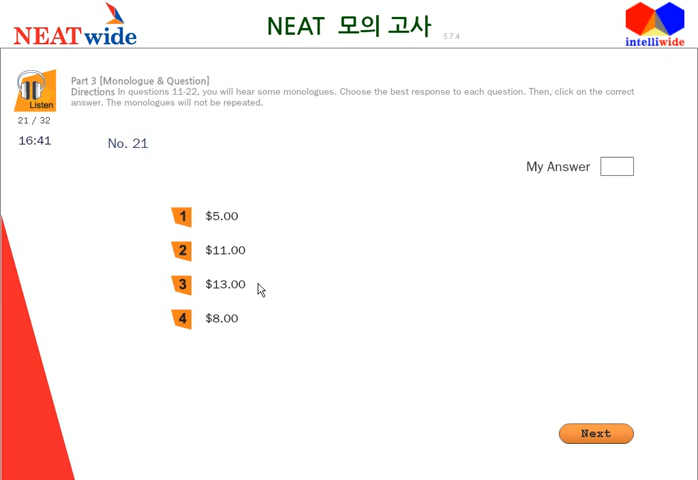 NEATwide
NEAT 모의 고사
5.7.4
intelliwide
Listen
Part 3 [Monologue & Question]
Directions In questions 11-22, you will hear some monologues. Choose the best response to each question. Then, click on the correct
answer. The monologues will not be repeated.
21 / 32
16:41
No. 21
My Answer
1 $5.00
2 $11.00
3 $13.00
4 $8.00
Next